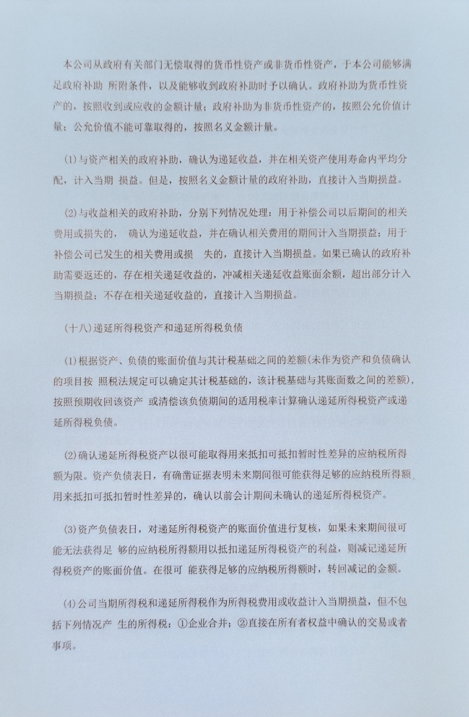 本公司从政府有关部门无偿取得的货币性资产或非货币性资产，于本公司能够满
足政府补助 所附条件，以及能够收到政府补助时予以确认。政府补助为货币性资
产的，按照收到或应收的金额计量；政府补助为非货币性资产的，按照公允价值计
量；公允价值不能可靠取得的，按照名义金额计量。
(1)与资产相关的政府补助，确认为递延收益，并在相关资产使用寿命内平均分
配，计入当期 损益。但是，按照名义金额计量的政府补助，直接计入当期损益。
(2)与收益相关的政府补助，分别下列情况处理：用于补偿公司以后期间的相关
费用或损失的， 确认为递延收益，并在确认相关费用的期间计入当期损益；用于
补偿公司已发生的相关费用或损 失的，直接计入当期损益。如果已确认的政府补
助需要返还的，存在相关递延收益的，冲减相关递延收益账面余额，超出部分计入
当期损益；不存在相关递延收益的，直接计入当期损益。
(十八)递延所得税资产和递延所得税负债
(1)根据资产、负债的账面价值与其计税基础之间的差额(未作为资产和负债确认
的项目按 照税法规定可以确定其计税基础的，该计税基础与其账面数之间的差额)，
按照预期收回该资产 或清偿该负债期间的适用税率计算确认递延所得税资产或递
延所得税负债。
(2)确认递延所得税资产以很可能取得用来抵扣可抵扣暂时性差异的应纳税所得
额为限。资产负债表日，有确凿证据表明未来期间很可能获得足够的应纳税所得额
用来抵扣可抵扣暂时性差异的，确认以前会计期间未确认的递延所得税资产。
(3)资产负债表日，对递延所得税资产的账面价值进行复核，如果未来期间很可
能无法获得足 够的应纳税所得额用以抵扣递延所得税资产的利益，则减记递延所
得税资产的账面价值。在很可 能获得足够的应纳税所得额时，转回减记的金额。
(4)公司当期所得税和递延所得税作为所得税费用或收益计入当期损益，但不包
括下列情况产 生的所得税：①企业合并；②直接在所有者权益中确认的交易或者
事项。